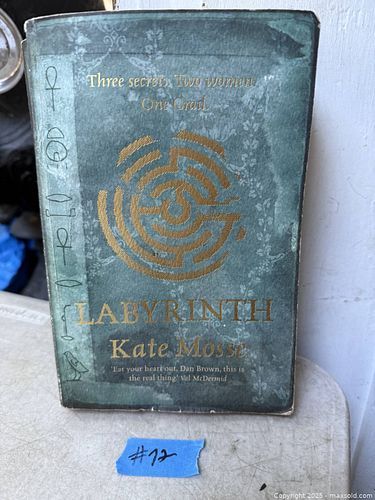 Three secrets. Two women.
One Grail.
LABYRINTH
Kate Mosse
'Eat your heart out, Dan Brown, this is
the real thing' Val McDermid
#72
Copyright 2025 - maxsold.com